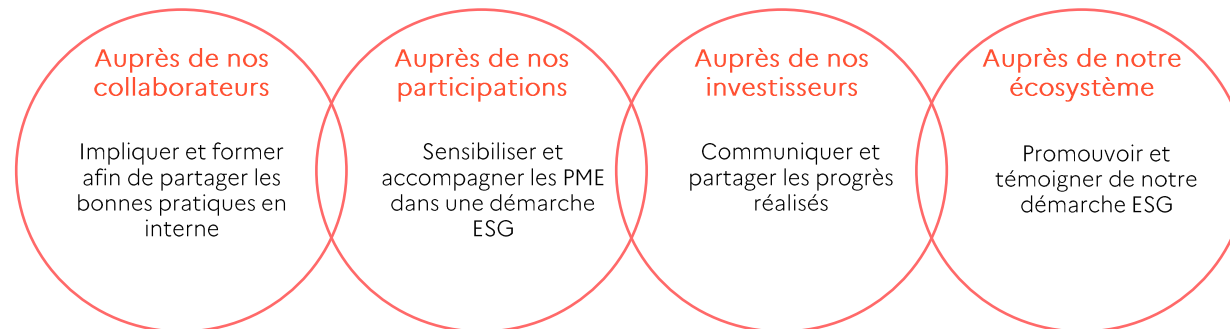 Auprès de nos
collaborateurs
Impliquer et former
afin de partager les
bonnes pratiques en
interne
Auprès de nos
participations
Sensibiliser et
accompagner les PME
dans une démarche
ESG
Auprès de nos
investisseurs
Communiquer et
partager les progrès
réalisés
Auprès de notre
écosystème
Promouvoir et
témoigner de notre
démarche ESG